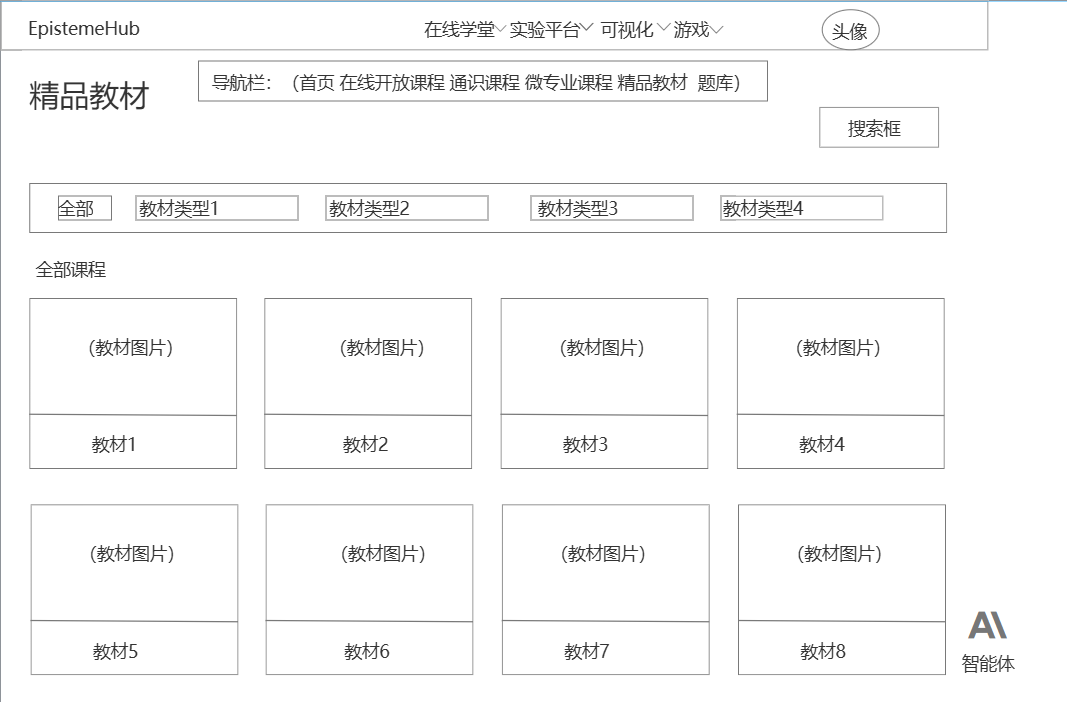 EpistemeHub 在线学堂 实验平台 可视化 游戏 头像
导航栏：（首页 在线开放课程 通识课程 微专业课程 精品教材 题库）
精品教材
搜索框
全部 教材类型1 教材类型2 教材类型3 教材类型4
全部课程
(教材图片) (教材图片) (教材图片) (教材图片)
教材1 教材2 教材3 教材4
(教材图片) (教材图片) (教材图片) (教材图片)
教材5 教材6 教材7 教材8
AI
智能体